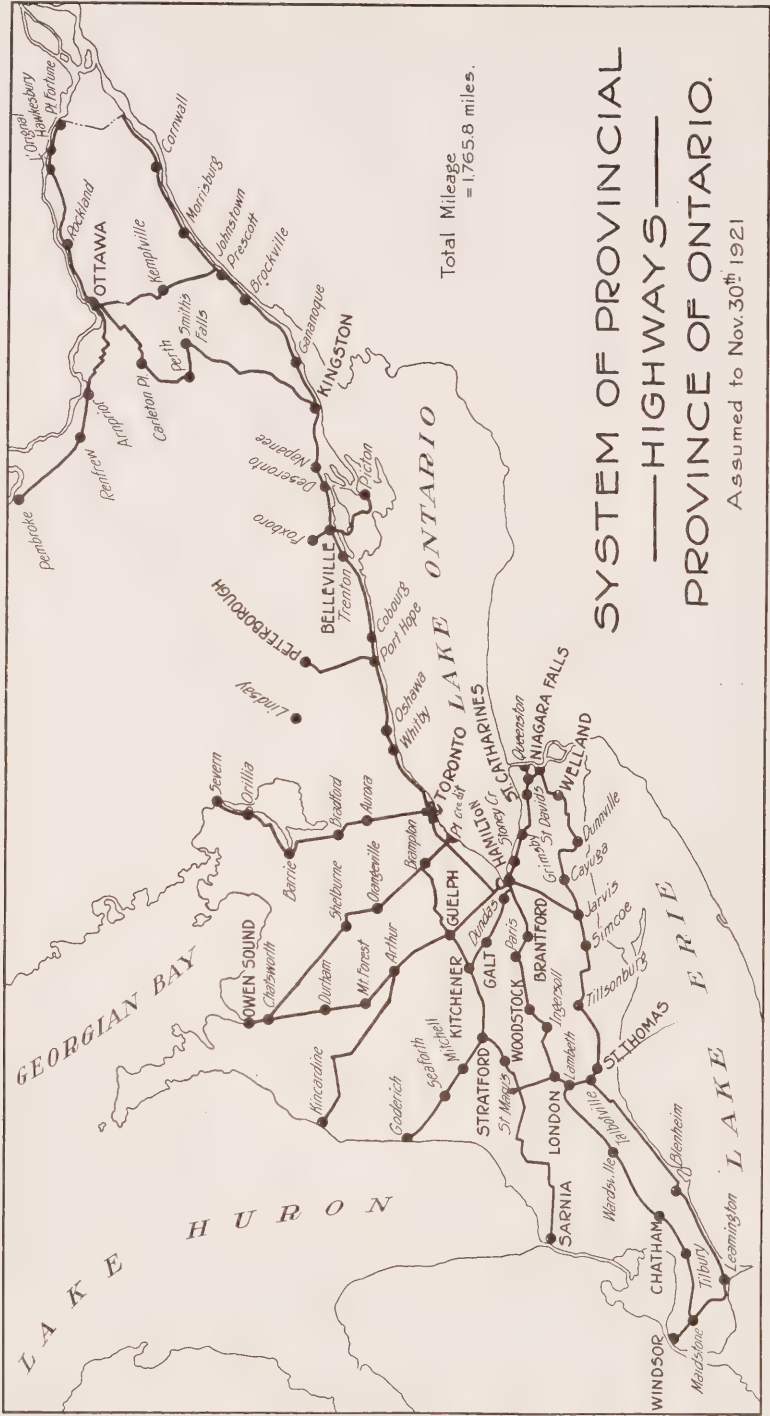 SYSTEM OF PROVINCIAL
HIGHWAYS
PROVINCE OF ONTARIO.
Assumed to Nov. 30th 1921
Total Mileage
= 1,765.8 miles.
LAKE HURON
GEORGIAN BAY
LAKE ONTARIO
LAKE ERIE
Pembroke
Renfrew
Arnprior
Carleton Pl.
Perth
Smiths
Falls
OTTAWA
Rockland
L'Orignal
Hawkesbury
Pt Fortune
Kemptville
Cornwall
Morrisburg
Johnstown
Prescott
Brockville
Gananoque
KINGSTON
Napanee
Deseronto
Picton
Foxboro
BELLEVILLE
Trenton
PETERBOROUGH
Cobourg
Port Hope
Lindsay
Oshawa
Whitby
Severn
Orillia
Barrie
Bradford
Aurora
TORONTO
Pt Credit
Brampton
Shelburne
Orangeville
OWEN SOUND
Chatsworth
Durham
Mt. Forest
Arthur
Kincardine
GUELPH
KITCHENER
GALT
Dundas
HAMILTON
Stoney Cr
Grimsby
ST. CATHARINES
St Davids
Queenston
NIAGARA FALLS
WELLAND
Dunnville
Cayuga
Jarvis
Simcoe
Tillsonburg
Paris
BRANTFORD
WOODSTOCK
Ingersoll
Goderich
Seaforth
Mitchell
STRATFORD
St Mary's
LONDON
Lambeth
ST. THOMAS
Talbotville
SARNIA
Wardsville
CHATHAM
Blenheim
Tilbury
Leamington
WINDSOR
Maidstone